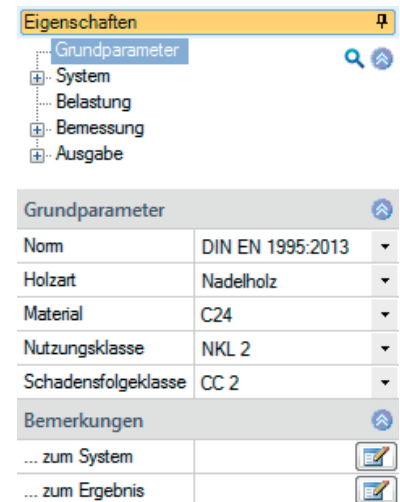 Eigenschaften
Grundparameter
System
Belastung
Bemessung
Ausgabe
Grundparameter
Norm DIN EN 1995:2013
Holzart Nadelholz
Material C24
Nutzungsklasse NKL 2
Schadensfolgeklasse CC 2
Bemerkungen
... zum System
... zum Ergebnis